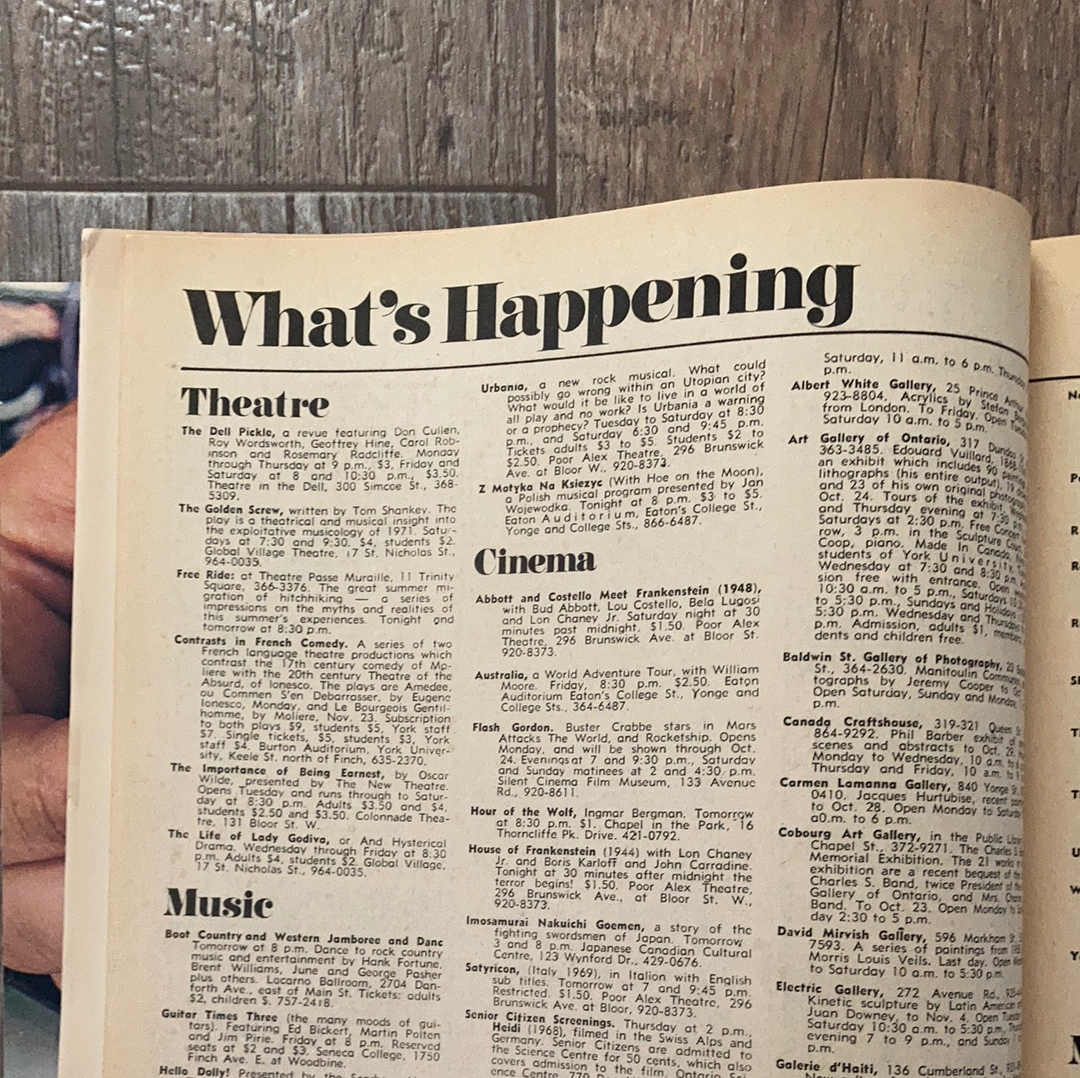 What's Happening
Theatre
The Dell Pickle, a revue featuring Don Cullen,
Roy Wordsworth, Geoffrey Hine, Carol Rob-
inson and Rosemary Radcliffe. Monday
through Thursday at 9 p.m., $3, Friday and
Saturday at 8 and 10:30 p.m., $3.50.
Theatre in the Dell, 300 Simcoe St., 368-
5309.
The Golden Screw, written by Tom Shankey. The
play is a theatrical and musical insight into
the exploitative musicology of 1971. Satur-
days at 7:30 and 9:30. $4, students $2.
Global Village Theatre, 17 St. Nicholas St.,
964-0035.
Free Ride: at Theatre Passe Muraille, 11 Trinity
Square, 366-3376. The great summer mi-
gration of hitchhiking — a series of
impressions on the myths and realities of
this summer's experiences. Tonight and
tomorrow at 8:30 p.m.
Contrasts in French Comedy. A series of two
French language theatre productions which
contrast the 17th century comedy of Mo-
liere with the 20th century Theatre of the
Absurd, of Ionesco. The plays are Amedee,
ou Commen S'en Debarrasser, by Eugene
Ionesco, Monday, and Le Bourgeois Gentil-
homme, by Moliere, Nov. 23. Subscription
to both plays $9, students $5, York staff
$7. Single tickets, $5, students $3, York
staff $4. Burton Auditorium, York Univer-
sity, Keele St. north of Finch, 635-2370.
The Importance of Being Earnest, by Oscar
Wilde, presented by The New Theatre.
Opens Tuesday and runs through to Satur-
day at 8:30 p.m. Adults $3.50 and $4,
students $2.50 and $3.50. Colonnade Thea-
tre, 131 Bloor St. W.
The Life of Lady Godiva, or And Hysterical
Drama. Wednesday through Friday at 8:30
p.m. Adults $4, students $2. Global Village,
17 St. Nicholas St., 964-0035.
Music
Boot Country and Western Jamboree and Danc
Tomorrow at 8 p.m. Dance to rock country
music and entertainment by Hank Fortune,
Brent Williams, June and George Pasher
plus others. Locarno Ballroom, 2704 Dan-
forth Ave., east of Main St. Tickets: adults
$2, children $. 757-2418.
Guitar Times Three (the many moods of gui-
tars). Featuring Ed Bickert, Martin Polten
and Jim Pirie. Friday at 8 p.m. Reserved
seats at $2 and $3. Seneca College, 1750
Finch Ave. E. at Woodbine.
Hello Dolly! Presented by the
Urbania, a new rock musical. What could
possibly go wrong within an Utopian city?
What would it be like to live in a world of
all play and no work? Is Urbania a warning
or a prophecy? Tuesday to Saturday at 8:30
p.m., and Saturday 6:30 and 9:45 p.m.
Tickets adults $3 to $5. Students $2 to
$2.50. Poor Alex Theatre, 296 Brunswick
Ave. at Bloor W., 920-8373.
Z Motyka Na Ksiezyc (With Hoe on the Moon),
a Polish musical program presented by Jan
Wojewodka. Tonight at 8 p.m. $3 to $5.
Eaton Auditorium, Eaton's College St.,
Yonge and College Sts., 866-6487.
Cinema
Abbott and Costello Meet Frankenstein (1948),
with Bud Abbott, Lou Costello, Bela Lugosi
and Lon Chaney Jr. Saturday night at 30
minutes past midnight. $1.50. Poor Alex
Theatre, 296 Brunswick Ave. at Bloor St.
920-8373.
Australia, a World Adventure Tour, with William
Moore. Friday, 8:30 p.m. $2.50. Eaton
Auditorium Eaton's College St., Yonge and
College Sts., 364-6487.
Flash Gordon. Buster Crabbe stars in Mars
Attacks The World, and Rocketship. Opens
Monday, and will be shown through Oct.
24. Evenings at 7 and 9:30 p.m., Saturday
and Sunday matinees at 2 and 4:30 p.m.
Silent Cinema Film Museum, 133 Avenue
Rd., 920-8611.
Hour of the Wolf, Ingmar Bergman. Tomorrow
at 8:30 p.m. $1. Chapel in the Park, 16
Thorncliffe Pk. Drive. 421-0792.
House of Frankenstein (1944) with Lon Chaney
Jr. and Boris Karloff and John Carradine.
Tonight at 30 minutes after midnight the
terror begins! $1.50. Poor Alex Theatre,
296 Brunswick Ave., at Bloor St. W.,
920-8373.
Imosamurai Nakuichi Goemen, a story of the
fighting swordsmen of Japan. Tomorrow,
3 and 8 p.m. Japanese Canadian Cultural
Centre, 123 Wynford Dr., 429-0676.
Satyricon, (Italy 1969), in Italion with English
sub titles. Tomorrow at 7 and 9:45 p.m.
Restricted. $1.50. Poor Alex Theatre, 296
Brunswick Ave. at Bloor, 920-8373.
Senior Citizen Screenings. Thursday at 2 p.m.,
Heidi (1968), filmed in the Swiss Alps and
Germany. Senior Citizens are admitted to
the Science Centre for 50 cents, which also
covers admission to the film. Ontario Sci-
ence Centre, 770
Saturday, 11 a.m. to 6 p.m. Thursday
p.m.
Albert White Gallery, 25 Prince Arthur
923-8804. Acrylics by Stefan
from London. To Friday. Open
Saturday 10 a.m. to 5 p.m.
Art Gallery of Ontario, 317 Dundas
363-3485. Edouard Vuillard, 1868-
an exhibit which includes 90
lithographs (his entire output),
and 23 of his own original
Oct. 24. Tours of the exhibit,
and Thursday evening at 7:30
Saturdays at 2:30 p.m. Free
row, 3 p.m. in the Sculpture
Coop, piano. Made In Canada,
students of York University,
Wednesday at 7:30 and 8:30 p.m.
sion free with entrance. Open
10:30 a.m. to 5 p.m., Saturdays
to 5:30 p.m., Sundays and
5:30 p.m. Wednesday and
p.m. Admission, adults $1,
dents and children free.
Baldwin St. Gallery of Photography, 23
St., 364-2630. Manitoulin
tographs by Jeremy Cooper to Oct
Open Saturday, Sunday and
p.m.
Canada Craftshouse, 319-321 Queen
864-9292. Phil Barber exhibit of
scenes and abstracts to Oct. 29.
Monday to Wednesday, 10 a.m. to
Thursday and Friday, 10 a.m. to
Carmen Lamanna Gallery, 840 Yonge St.
0410. Jacques Hurtubise, recent
to Oct. 28. Open Monday to
a0.m. to 6 p.m.
Cobourg Art Gallery, in the Public
Chapel St., 372-9271. The Charles S.
Memorial Exhibition. The 21 works
exhibition are a recent bequest of
Charles S. Band, twice President of
Gallery of Ontario, and Mrs.
Band. To Oct. 23. Open Monday to
day 2:30 to 5 p.m.
David Mirvish Gallery, 596 Markham St.
7593. A series of paintings from
Morris Louis Veils. Last day. Open
to Saturday 10 a.m. to 5:30 p.m.
Electric Gallery, 272 Avenue Rd.,
Kinetic sculpture by Latin American
Juan Downey, to Nov. 4. Open
Saturday 10:30 a.m. to 5:30 p.m.,
evening 7 to 9 p.m., and Sunday
p.m.
Galerie d'Haiti, 136 Cumberland St.,